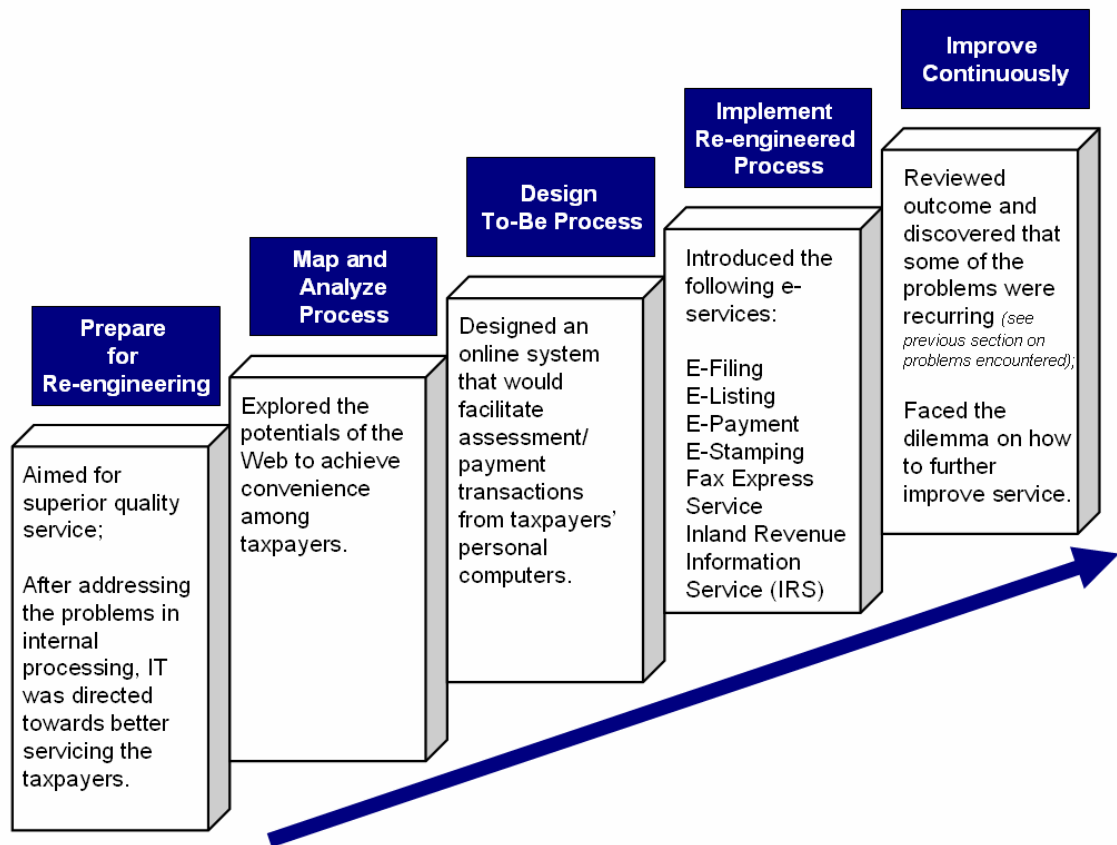 Prepare
for
Re-engineering
Aimed for
superior quality
service;
After addressing
the problems in
internal
processing, IT
was directed
towards better
servicing the
taxpayers.
Map and
Analyze
Process
Explored the
potentials of the
Web to achieve
convenience
among
taxpayers.
Design
To-Be Process
Designed an
online system
that would
facilitate
assessment/
payment
transactions
from taxpayers’
personal
computers.
Implement
Re-engineered
Process
Introduced the
following e-
services:
E-Filing
E-Listing
E-Payment
E-Stamping
Fax Express
Service
Inland Revenue
Information
Service (IRS)
Improve
Continuously
Reviewed
outcome and
discovered that
some of the
problems were
recurring (see
previous section on
problems encountered);
Faced the
dilemma on how
to further
improve service.